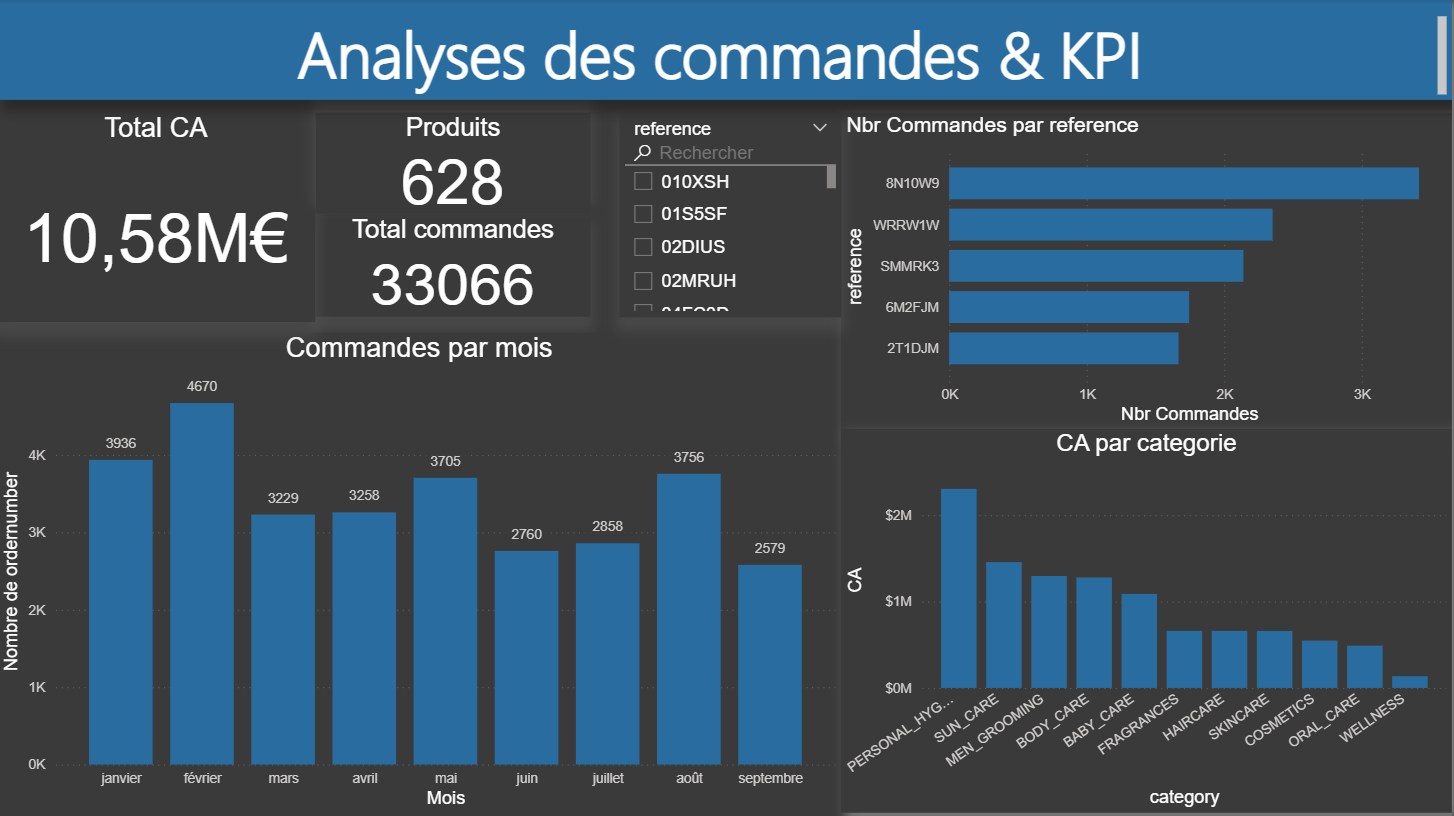 Analyses des commandes & KPI
Total CA
10,58M€
Produits
628
Total commandes
33066
reference
Rechercher
010XSH
01S5SF
02DIUS
02MRUH
Nbr Commandes par reference
reference
8N10W9
WRRW1W
SMMRK3
6M2FJM
2T1DJM
0K
1K
2K
3K
Nbr Commandes
Commandes par mois
Nombre de ordernumber
4K
3K
2K
1K
0K
3936
4670
3229
3258
3705
2760
2858
3756
2579
janvier
février
mars
avril
mai
juin
juillet
août
septembre
Mois
CA par categorie
CA
$2M
$1M
$0M
PERSONAL_HYG...
SUN_CARE
MEN_GROOMING
BODY_CARE
BABY_CARE
FRAGRANCES
HAIRCARE
SKINCARE
COSMETICS
ORAL_CARE
WELLNESS
category